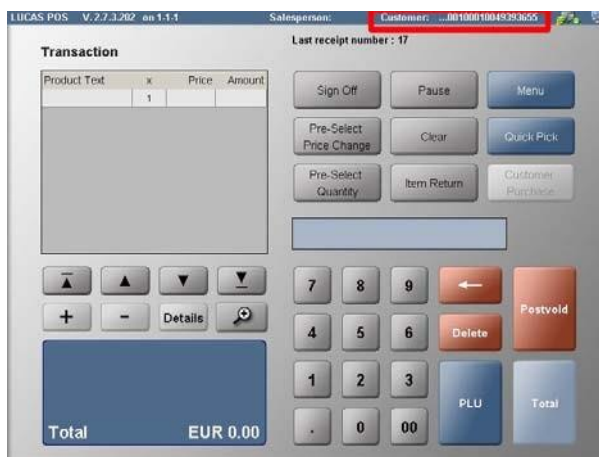 LUCAS POS V. 2.7.3.202 on 1-1-1 Salesperson: Customer: ...00100010049393655
Transaction
Last receipt number : 17
Product Text x Price Amount
1
Sign Off Pause Menu
Pre-Select Price Change Clear Quick Pick
Pre-Select Quantity Item Return Customer Purchase
7 8 9
+ - Details
Postvoid
4 5 6 Delete
1 2 3
PLU Total
Total EUR 0.00
. 0 00